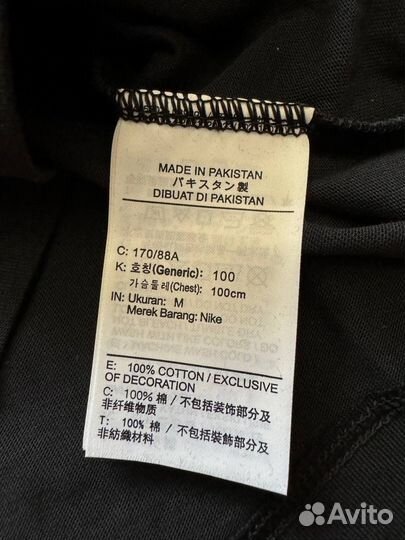 MADE IN PAKISTAN
パキスタン製
DIBUAT DI PAKISTAN
C: 170/88A
K: 호칭(Generic): 100
가슴둘레(Chest): 100cm
IN: Ukuran: M
Merek Barang: Nike
E: 100% COTTON / EXCLUSIVE
OF DECORATION
C: 100% 棉 / 不包括装饰部分及
非纤维物质
T: 100% 棉 / 不包括裝飾部分及
非紡織材料
Avito